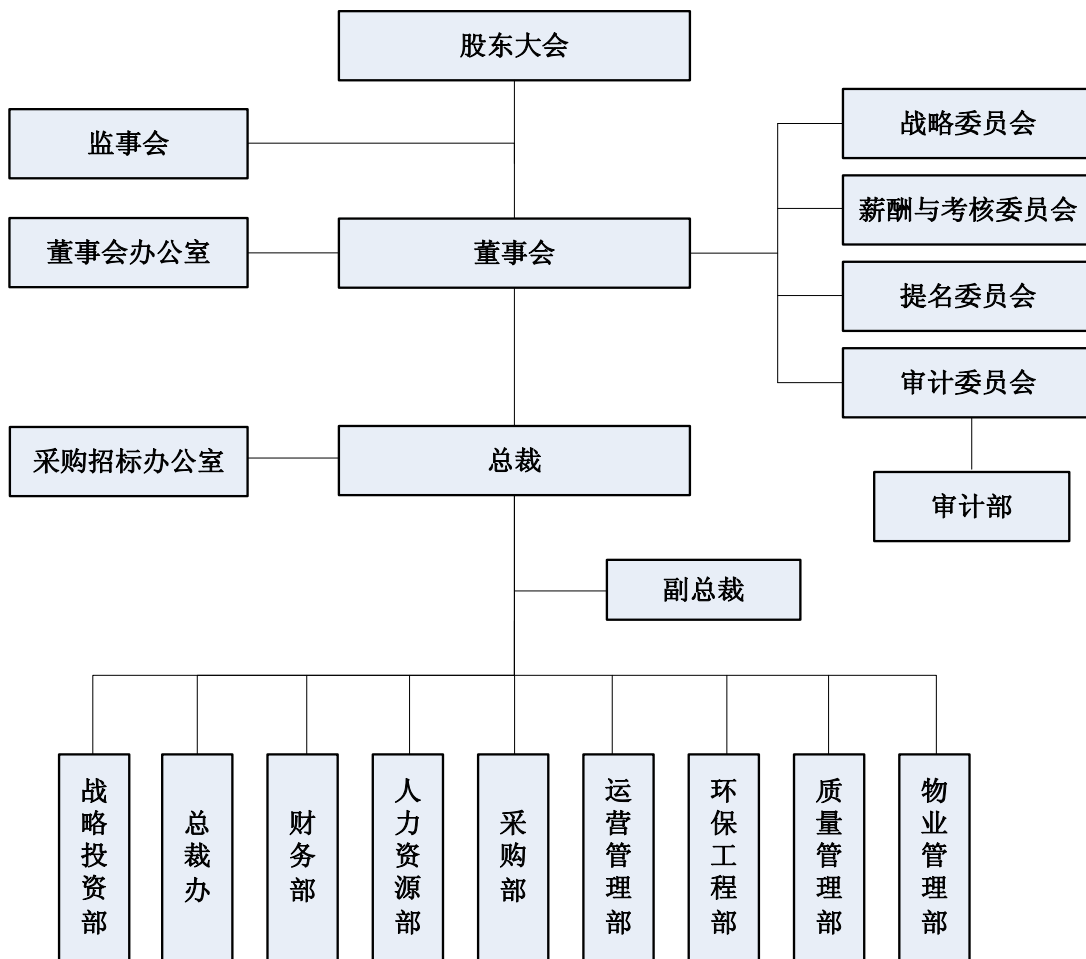 股东大会
监事会
战略委员会
薪酬与考核委员会
董事会办公室
董事会
提名委员会
审计委员会
采购招标办公室
总裁
审计部
副总裁
战略投资部
总裁办
财务部
人力资源部
采购部
运营管理部
环保工程部
质量管理部
物业管理部